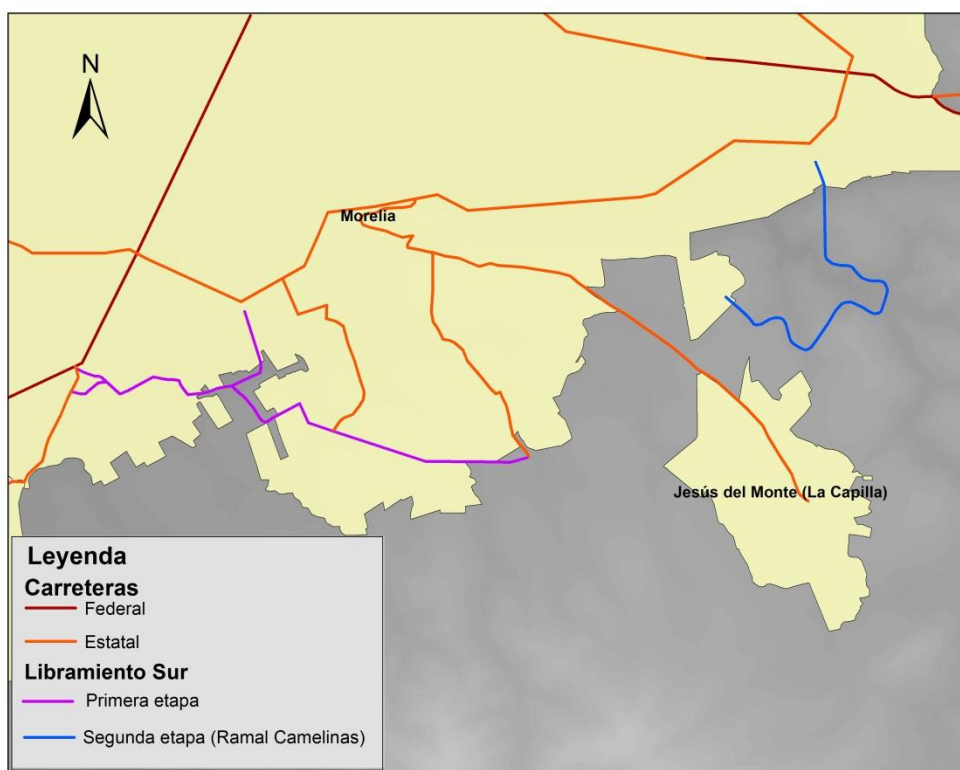 N
Morelia
Jesús del Monte (La Capilla)
Leyenda
Carreteras
Federal
Estatal
Libramiento Sur
Primera etapa
Segunda etapa (Ramal Camelinas)